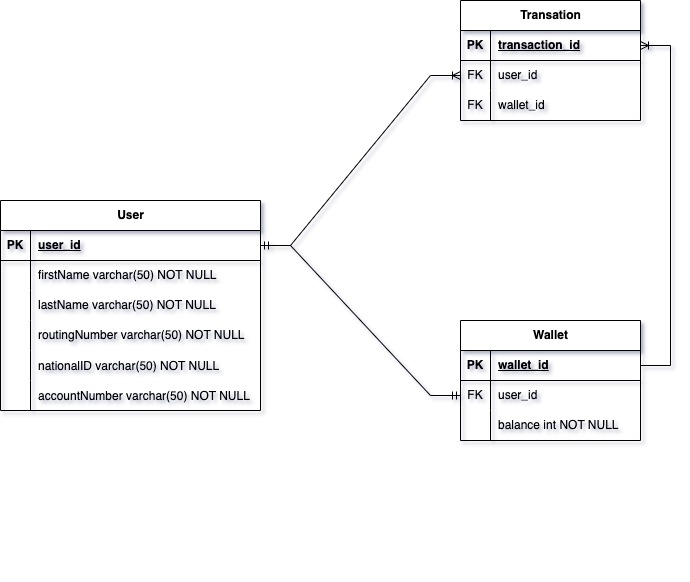 Transation
PK transaction_id
FK user_id
FK wallet_id
User
PK user_id
firstName varchar(50) NOT NULL
lastName varchar(50) NOT NULL
routingNumber varchar(50) NOT NULL
nationalID varchar(50) NOT NULL
accountNumber varchar(50) NOT NULL
Wallet
PK wallet_id
FK user_id
balance int NOT NULL